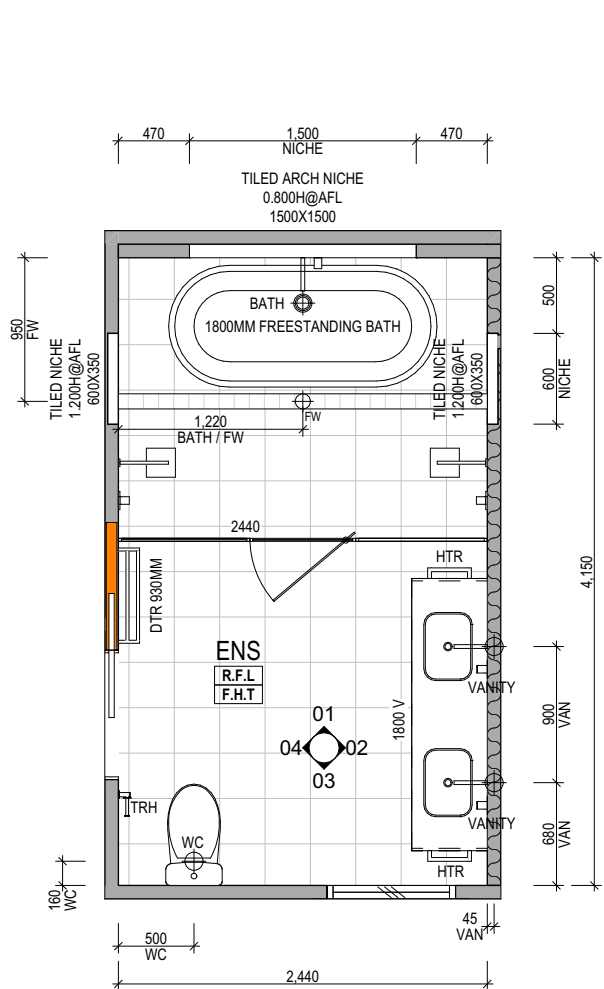 470
1,500
470
NICHE
TILED ARCH NICHE
0.800H@AFL
1500X1500
950
FW
TILED NICHE
1.200H@AFL
600X350
BATH
1800MM FREESTANDING BATH
TILED NICHE
1.200H@AFL
600X350
500
600
NICHE
FW
1,220
BATH / FW
2440
HTR
DTR 930MM
4,150
ENS
R.F.L
F.H.T
VANITY
01
04
02
03
1800 V
900
VAN
TRH
VANITY
WC
680
VAN
HTR
160
WC
500
WC
45
VAN
2,440